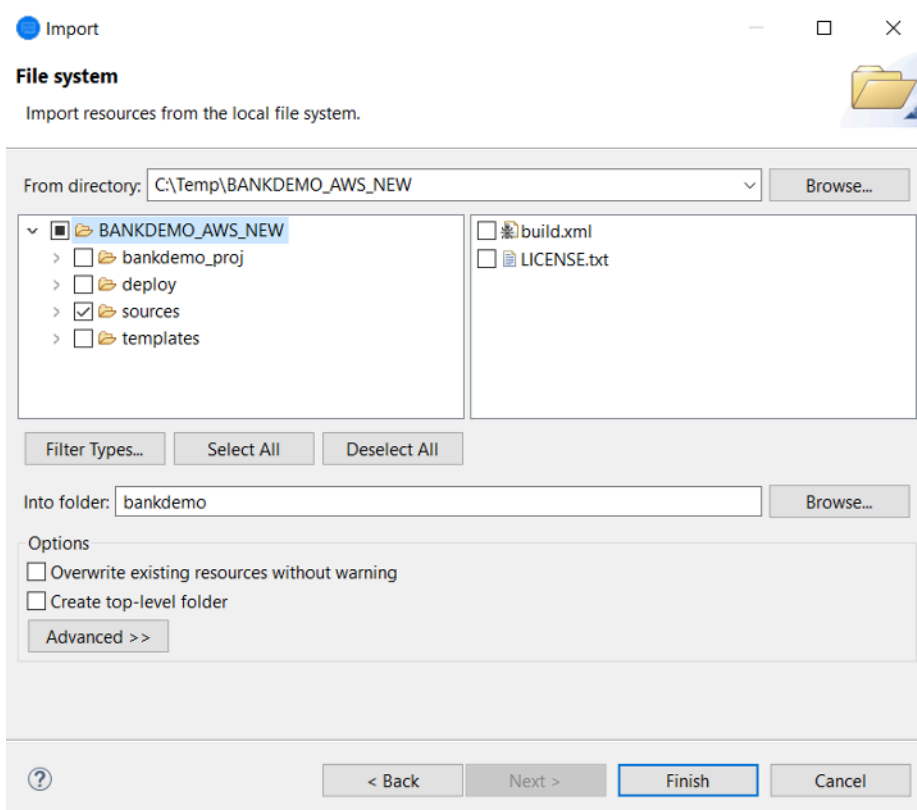 Import
File system
Import resources from the local file system.
From directory: C:\Temp\BANKDEMO_AWS_NEW Browse...
BANKDEMO_AWS_NEW
bankdemo_proj
deploy
sources
templates
build.xml
LICENSE.txt
Filter Types... Select All Deselect All
Into folder: bankdemo Browse...
Options
Overwrite existing resources without warning
Create top-level folder
Advanced >>
? < Back Next > Finish Cancel